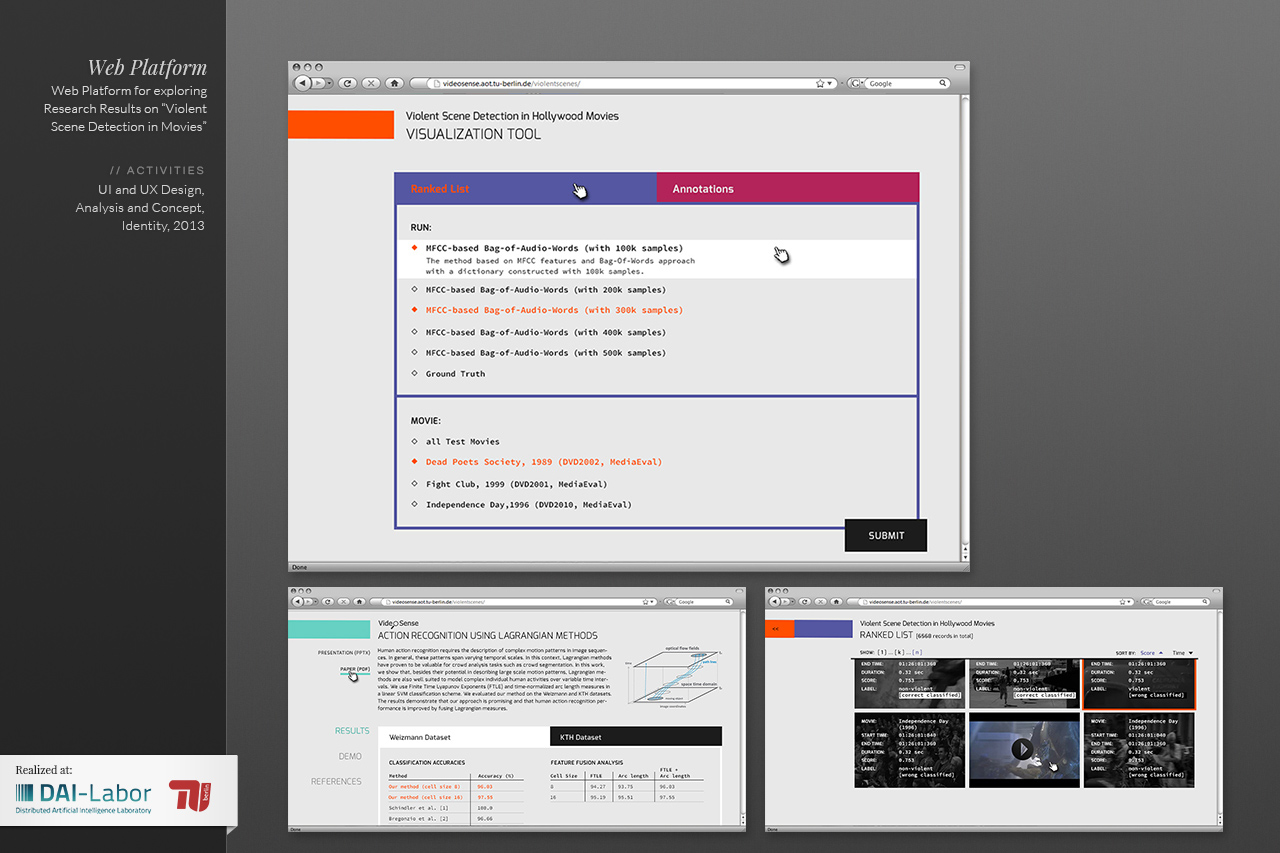 Web Platform
Web Platform for exploring
Research Results on "Violent
Scene Detection in Movies"
// ACTIVITIES
UI and UX Design,
Analysis and Concept,
Identity, 2013
videosense.aot.tu-berlin.de/violentscenes/
Google
Violent Scene Detection in Hollywood Movies
VISUALIZATION TOOL
Ranked List
Annotations
RUN:
MFCC-based Bag-of-Audio-Words (with 100k samples)
The method based on MFCC features and Bag-Of-Words approach
with a dictionary constructed with 100k samples.
MFCC-based Bag-of-Audio-Words (with 200k samples)
MFCC-based Bag-of-Audio-Words (with 300k samples)
MFCC-based Bag-of-Audio-Words (with 400k samples)
MFCC-based Bag-of-Audio-Words (with 500k samples)
Ground Truth
MOVIE:
all Test Movies
Dead Poets Society, 1989 (DVD2002, MediaEval)
Fight Club, 1999 (DVD2001, MediaEval)
Independence Day,1996 (DVD2010, MediaEval)
SUBMIT
Done
videosense.aot.tu-berlin.de/violentscenes/
Google
VideoSense
ACTION RECOGNITION USING LAGRANGIAN METHODS
PRESENTATION (PPTX)
PAPER (PDF)
Human action recognition requires the description of complex motion patterns in image sequen-
ces. In general, these patterns span varying temporal scales. In this context, Lagrangian methods
have proven to be valuable for crowd analysis tasks such as crowd segmentation. In this work,
we show that, besides their potential in describing large scale motion patterns, Lagrangian me-
thods are also well suited to model complex individual human activities over variable time inter-
vals. We use Finite Time Lyapunov Exponents (FTLE) and time-normalized arc length measures in
a linear SVM classification scheme. We evaluated our method on the Weizmann and KTH datasets.
The results demonstrate that our approach is promising and that human action recognition per-
formance is improved by fusing Lagrangian measures.
optical flow fields
time
path line
space time domain
moving object
image coordinates
RESULTS
DEMO
REFERENCES
Weizmann Dataset
KTH Dataset
CLASSIFICATION ACCURACIES
Method Accuracy (%)
Our method (cell size 8) 96.03
Our method (cell size 16) 97.55
Schindler et al. [1] 100.0
Bregonzio et al. [2] 96.66
FEATURE FUSION ANALYSIS
Cell Size FTLE Arc length FTLE + Arc length
8 94.27 93.75 96.03
16 95.19 95.51 97.55
Done
videosense.aot.tu-berlin.de/violentscenes/
Google
<<
Violent Scene Detection in Hollywood Movies
RANKED LIST [6560 records in total]
SHOW: [1]...[k]...[n]
SORT BY: Score Time
END TIME: 01:26:01:360
DURATION: 0.32 sec
SCORE: 0.753
LABEL: non-violent
[correct classified]
END TIME: 01:26:01:360
DURATION: 0.32 sec
SCORE: 0.753
LABEL: non-violent
[correct classified]
END TIME: 01:26:01:360
DURATION: 0.32 sec
SCORE: 0.753
LABEL: violent
[wrong classified]
MOVIE: Independence Day
(1996)
START TIME: 01:26:01:040
END TIME: 01:26:01:360
DURATION: 0.32 sec
SCORE: 0.753
LABEL: non-violent
[wrong classified]
MOVIE: Independence Day
(1996)
START TIME: 01:26:01:040
END TIME: 01:26:01:360
DURATION: 0.32 sec
SCORE: 0.753
LABEL: non-violent
[wrong classified]
Done
Realized at:
DAI-Labor
Distributed Artificial Intelligence Laboratory
TU
berlin